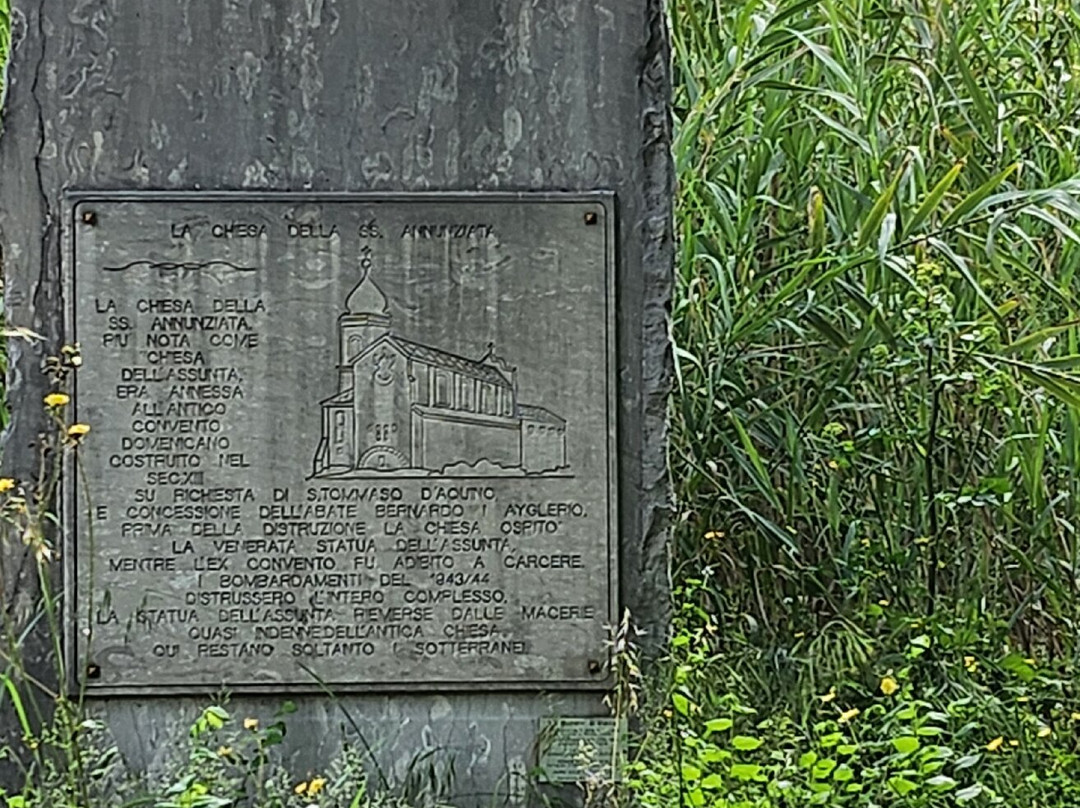 LA CHIESA DELLA SS. ANNUNZIATA
LA CHIESA DELLA
SS. ANNUNZIATA,
PIU' NOTA COME
CHIESA
DELL'ASSUNTA,
ERA ANNESSA
ALL'ANTICO
CONVENTO
DOMENICANO
COSTRUITO NEL
SEC.XIII
SU RICHIESTA DI S.TOMMASO D'AQUINO,
E CONCESSIONE DELL'ABATE BERNARDO I AYGLERIO.
PRIMA DELLA DISTRUZIONE LA CHIESA OSPITO'
LA VENERATA STATUA DELL'ASSUNTA,
MENTRE L'EX CONVENTO FU ADIBITO A CARCERE.
I BOMBARDAMENTI DEL 1943/44
DISTRUSSERO L'INTERO COMPLESSO.
LA STATUA DELL'ASSUNTA RIEMERSE DALLE MACERIE
QUASI INDENNE.DELL'ANTICA CHIESA,
QUI RESTANO SOLTANTO I SOTTERRANEI.